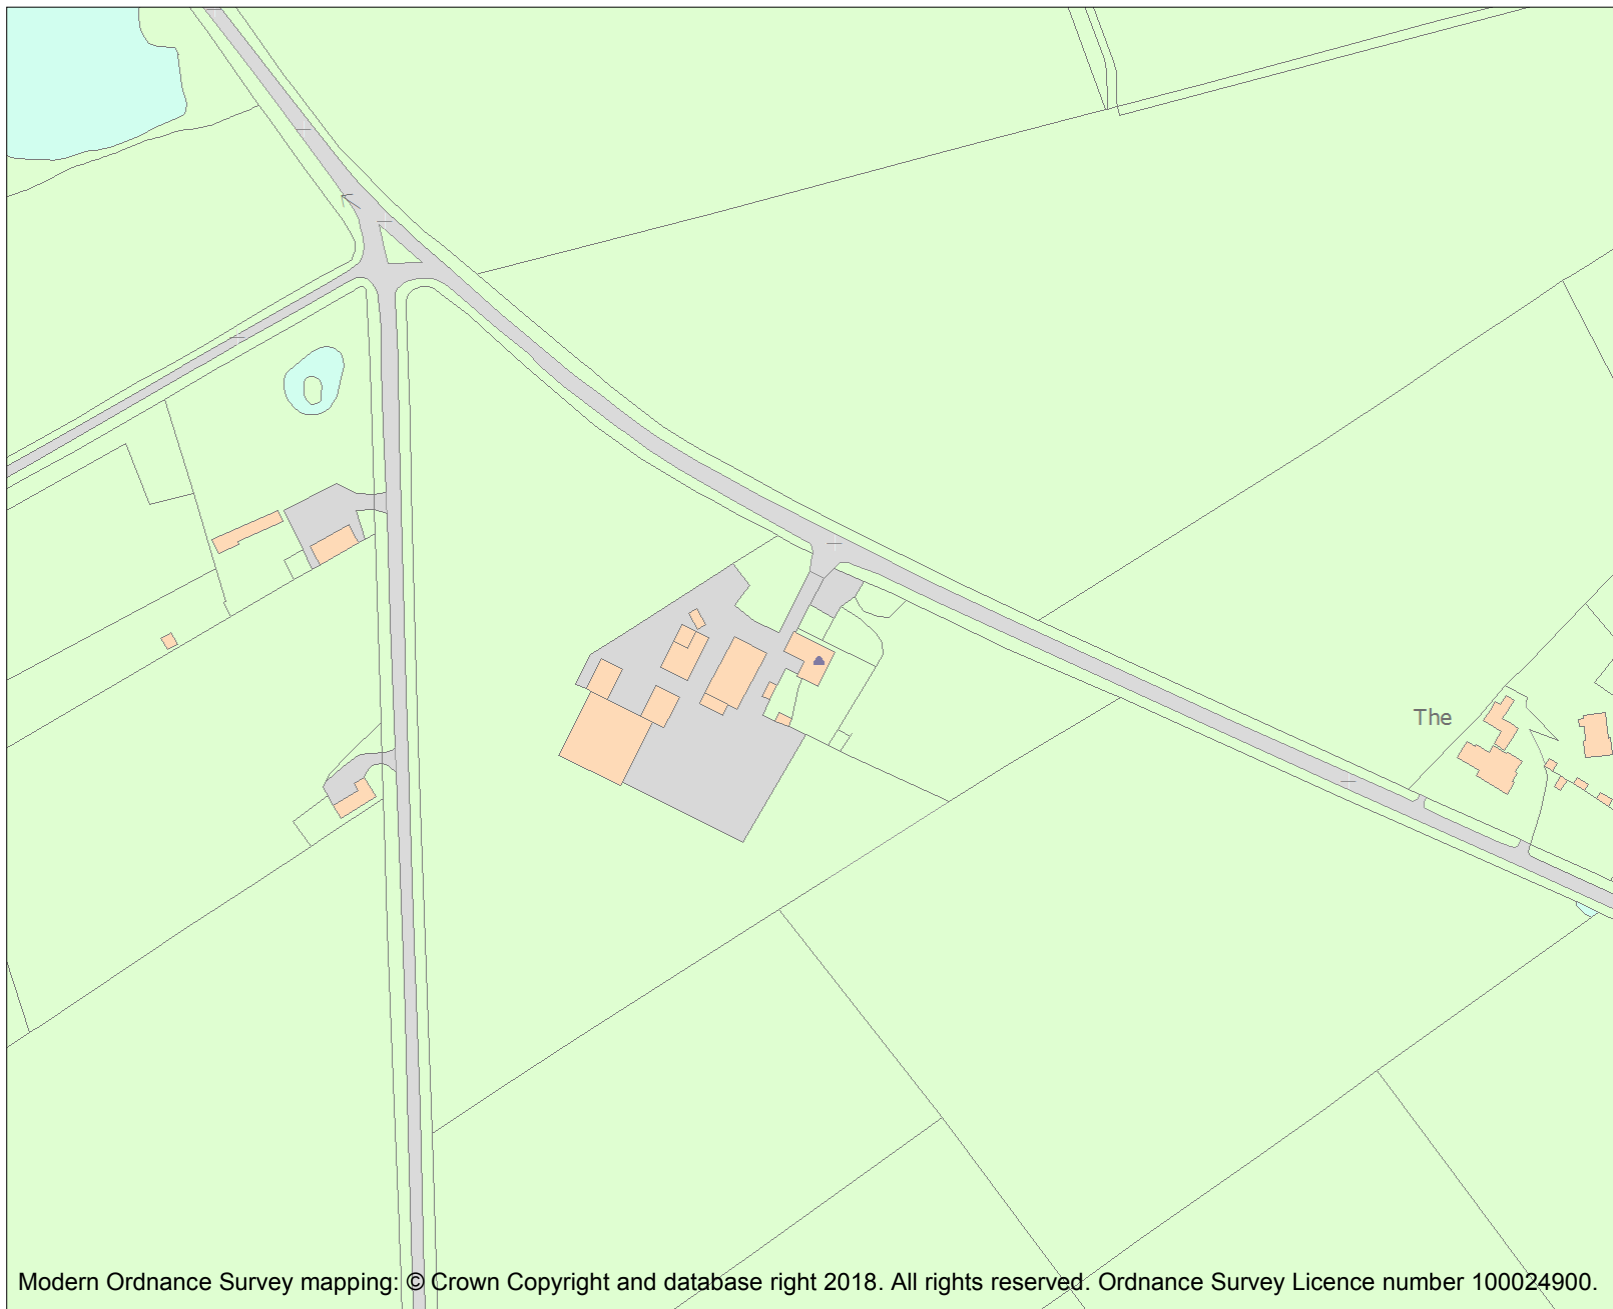 The
Modern Ordnance Survey mapping: © Crown Copyright and database right 2018. All rights reserved. Ordnance Survey Licence number 100024900.